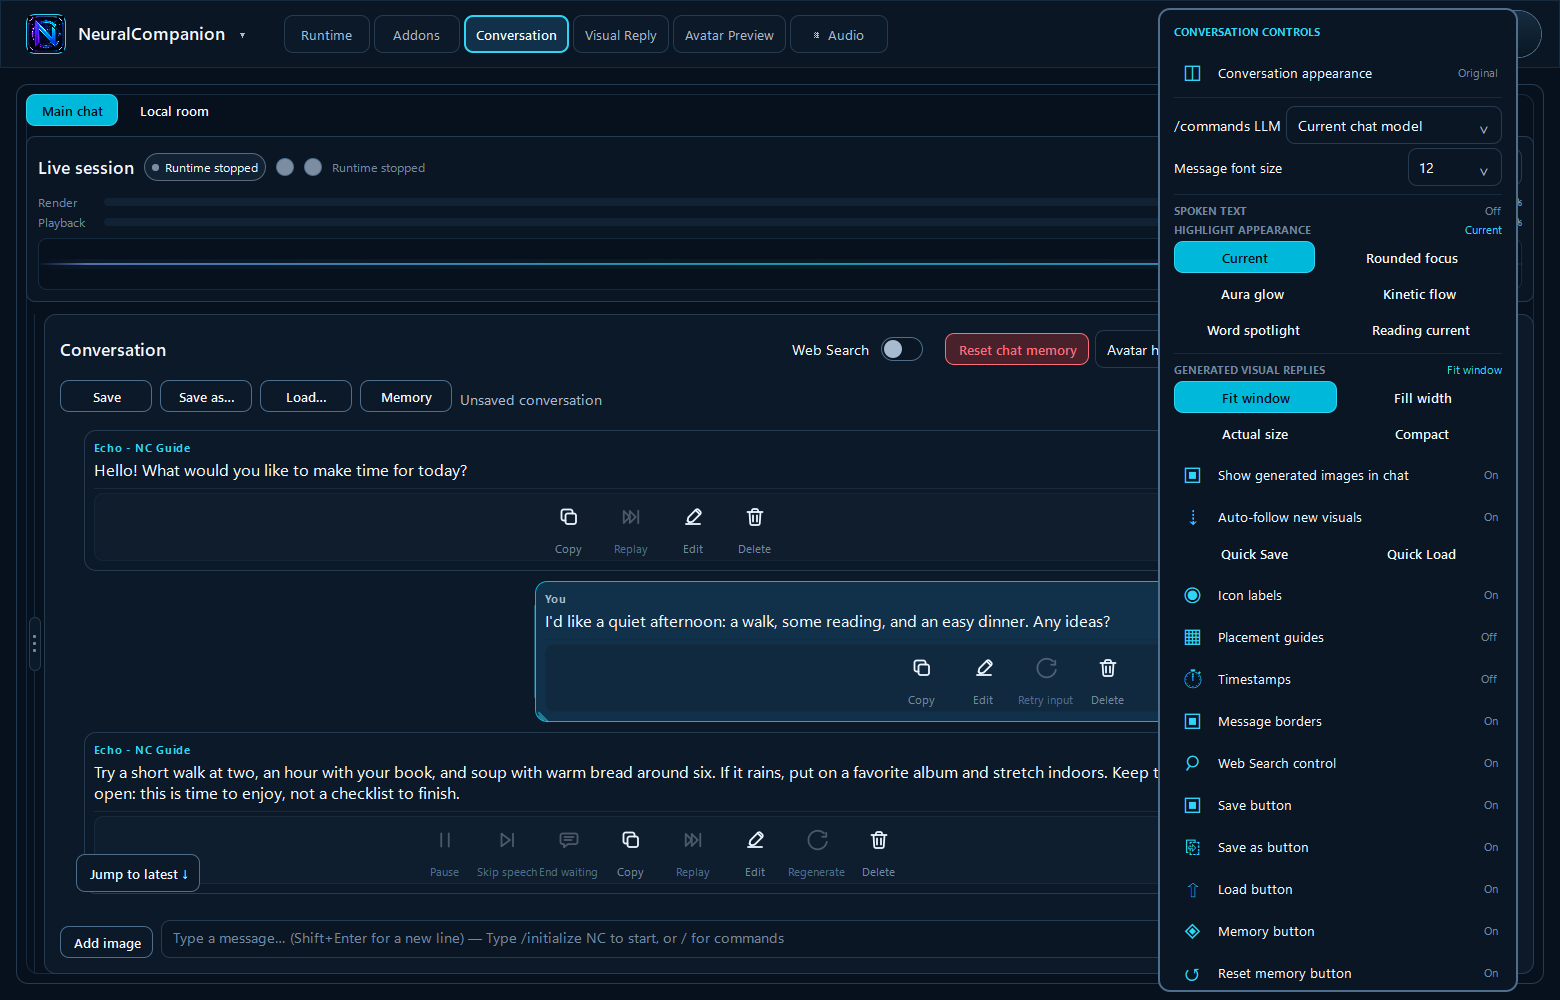 NeuralCompanion
Runtime
Addons
Conversation
Visual Reply
Avatar Preview
Audio
Main chat
Local room
Live session
Runtime stopped
Runtime stopped
Render
Playback
Conversation
Web Search
Reset chat memory
Avatar h
Save
Save as...
Load...
Memory
Unsaved conversation
Echo - NC Guide
Hello! What would you like to make time for today?
Copy
Replay
Edit
Delete
You
I'd like a quiet afternoon: a walk, some reading, and an easy dinner. Any ideas?
Copy
Edit
Retry input
Delete
Echo - NC Guide
Try a short walk at two, an hour with your book, and soup with warm bread around six. If it rains, put on a favorite album and stretch indoors. Keep t
open: this is time to enjoy, not a checklist to finish.
Pause
Skip speech
End waiting
Copy
Replay
Edit
Regenerate
Delete
Jump to latest ↓
Add image
Type a message... (Shift+Enter for a new line) — Type /initialize NC to start, or / for commands
CONVERSATION CONTROLS
Conversation appearance
Original
/commands LLM
Current chat model
Message font size
12
SPOKEN TEXT
Off
HIGHLIGHT APPEARANCE
Current
Current
Rounded focus
Aura glow
Kinetic flow
Word spotlight
Reading current
GENERATED VISUAL REPLIES
Fit window
Fit window
Fill width
Actual size
Compact
Show generated images in chat
On
Auto-follow new visuals
On
Quick Save
Quick Load
Icon labels
On
Placement guides
Off
Timestamps
Off
Message borders
On
Web Search control
On
Save button
On
Save as button
On
Load button
On
Memory button
On
Reset memory button
On